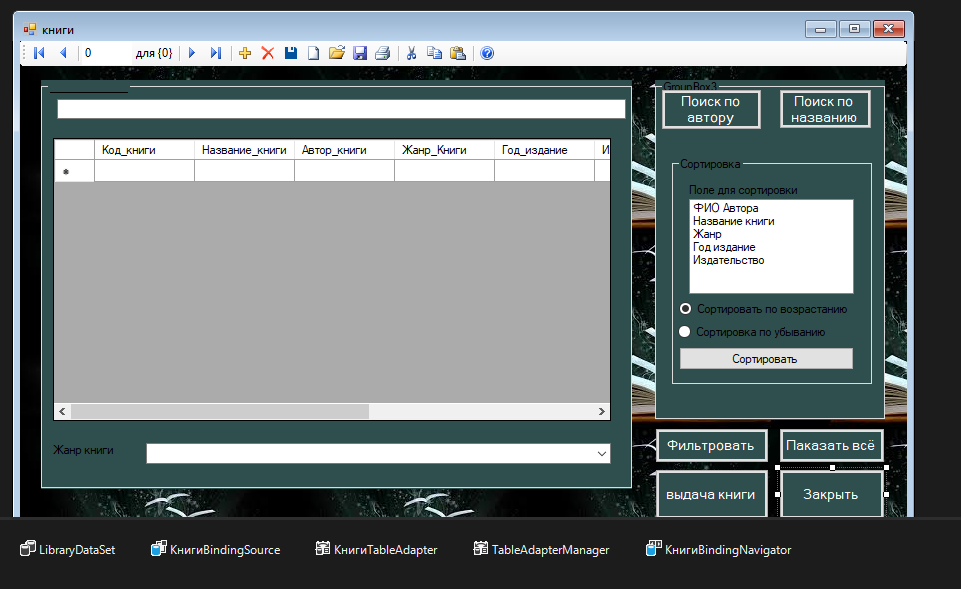 книги
0
для {0}
Код_книги
Название_книги
Автор_книги
Жанр_Книги
Год_издание
И
Жанр книги
GroupBox3
Поиск по
автору
Поиск по
названию
Сортировка
Поле для сортировки
ФИО Автора
Название книги
Жанр
Год издание
Издательство
Сортировать по возрастанию
Сортировка по убыванию
Сортировать
Фильтровать
Паказать всё
выдача книги
Закрыть
LibraryDataSet
КнигиBindingSource
КнигиTableAdapter
TableAdapterManager
КнигиBindingNavigator